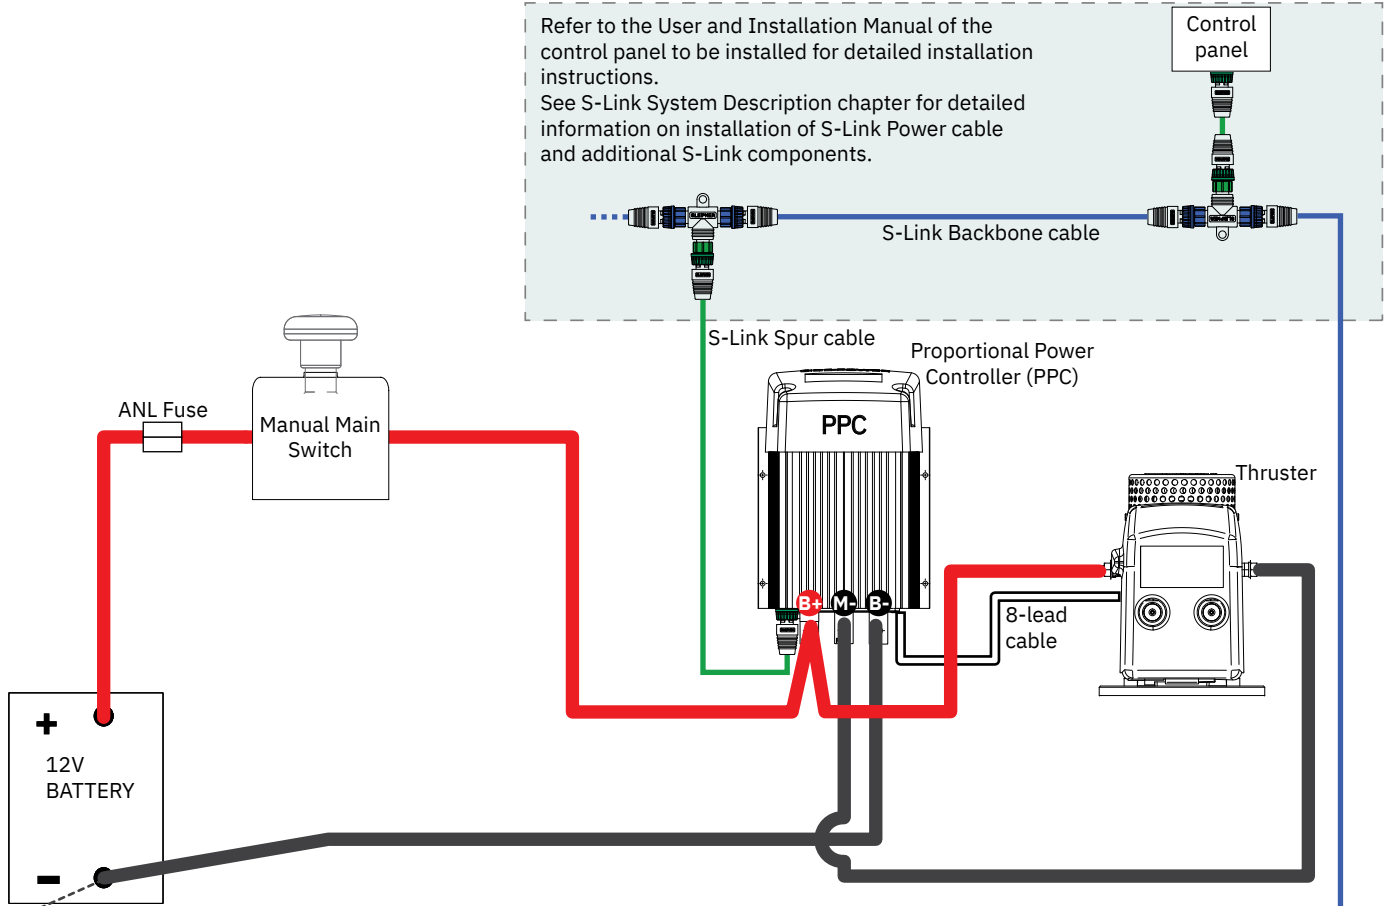 Refer to the User and Installation Manual of the
control panel to be installed for detailed installation
instructions.
See S-Link System Description chapter for detailed
information on installation of S-Link Power cable
and additional S-Link components.
Control
panel
S-Link Backbone cable
S-Link Spur cable
Proportional Power
Controller (PPC)
ANL Fuse
Manual Main
Switch
PPC
Thruster
B+
M-
B-
8-lead
cable
+
12V
BATTERY
-